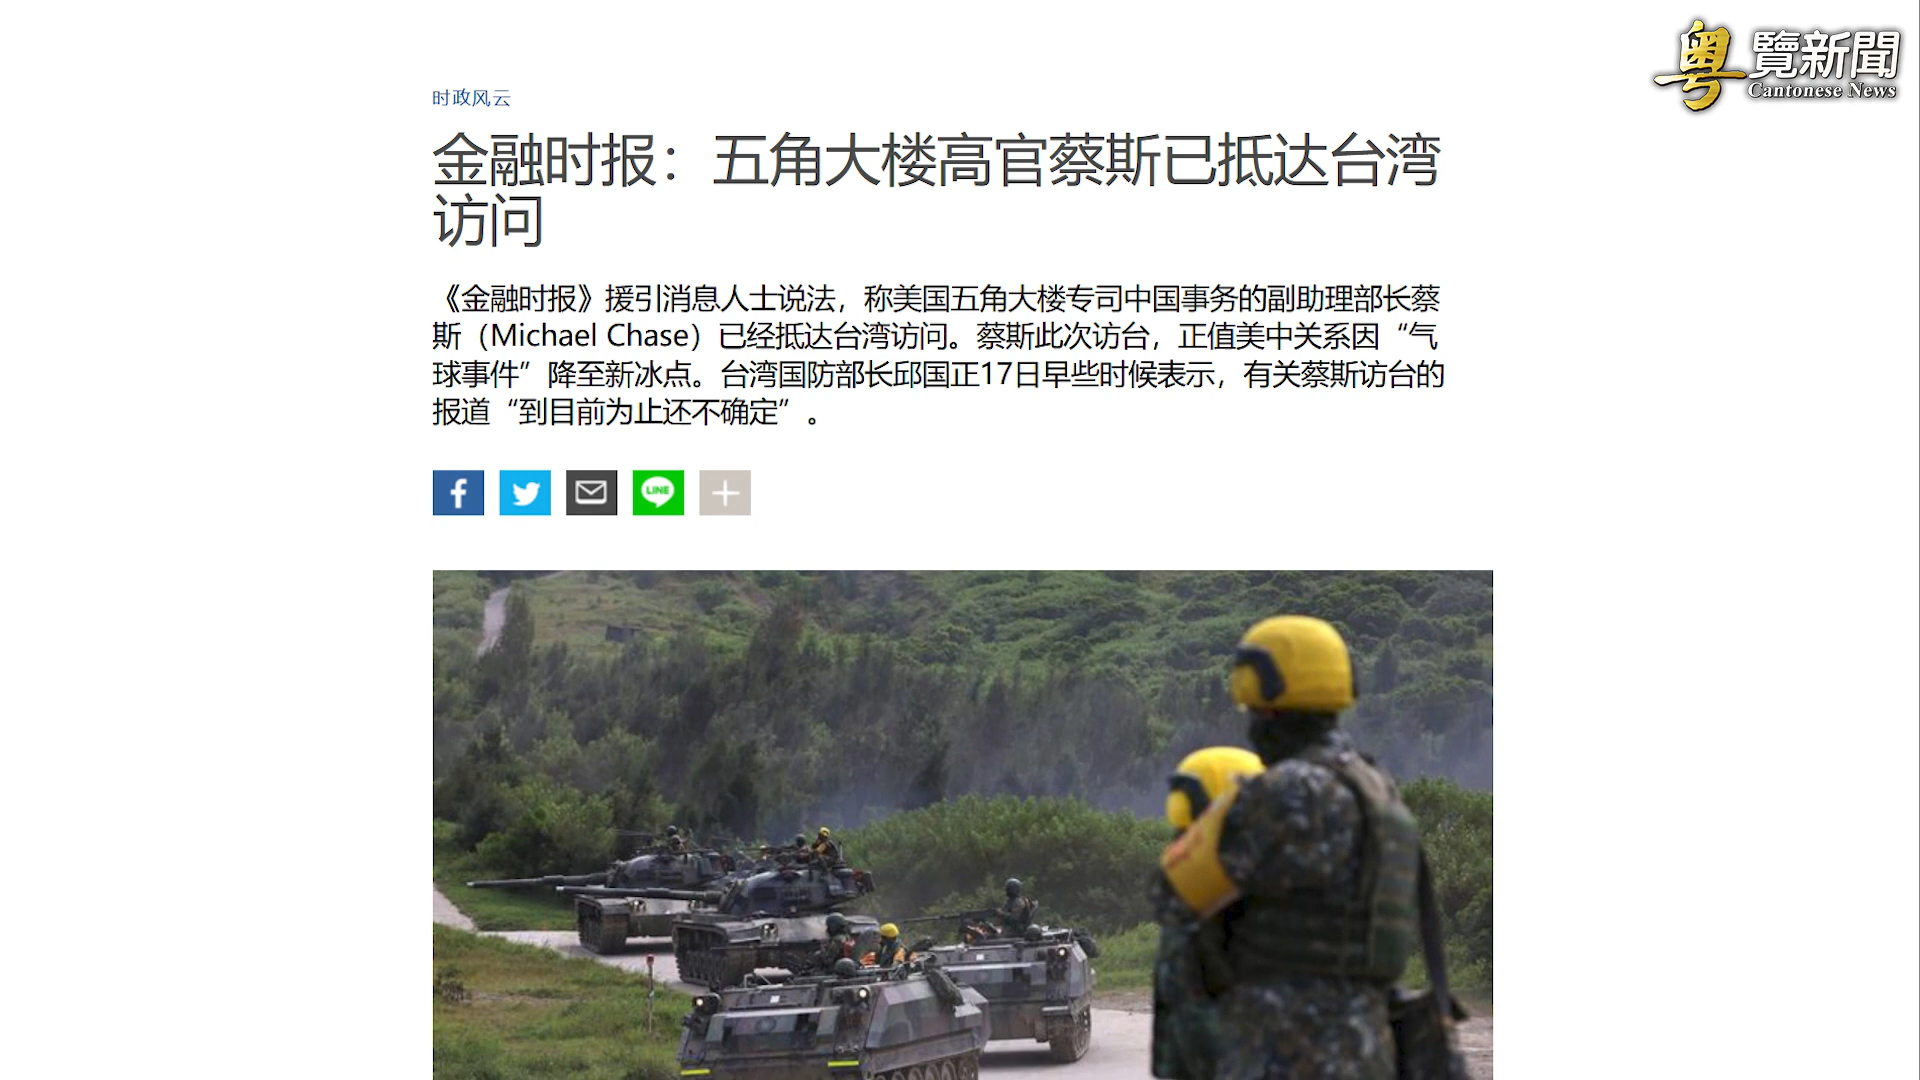 粤覽新聞
Cantonese News
时政风云
金融时报：五角大楼高官蔡斯已抵达台湾
访问
《金融时报》援引消息人士说法，称美国五角大楼专司中国事务的副助理部长蔡
斯（Michael Chase）已经抵达台湾访问。蔡斯此次访台，正值美中关系因“气
球事件”降至新冰点。台湾国防部长邱国正17日早些时候表示，有关蔡斯访台的
报道“到目前为止还不确定”。
LINE